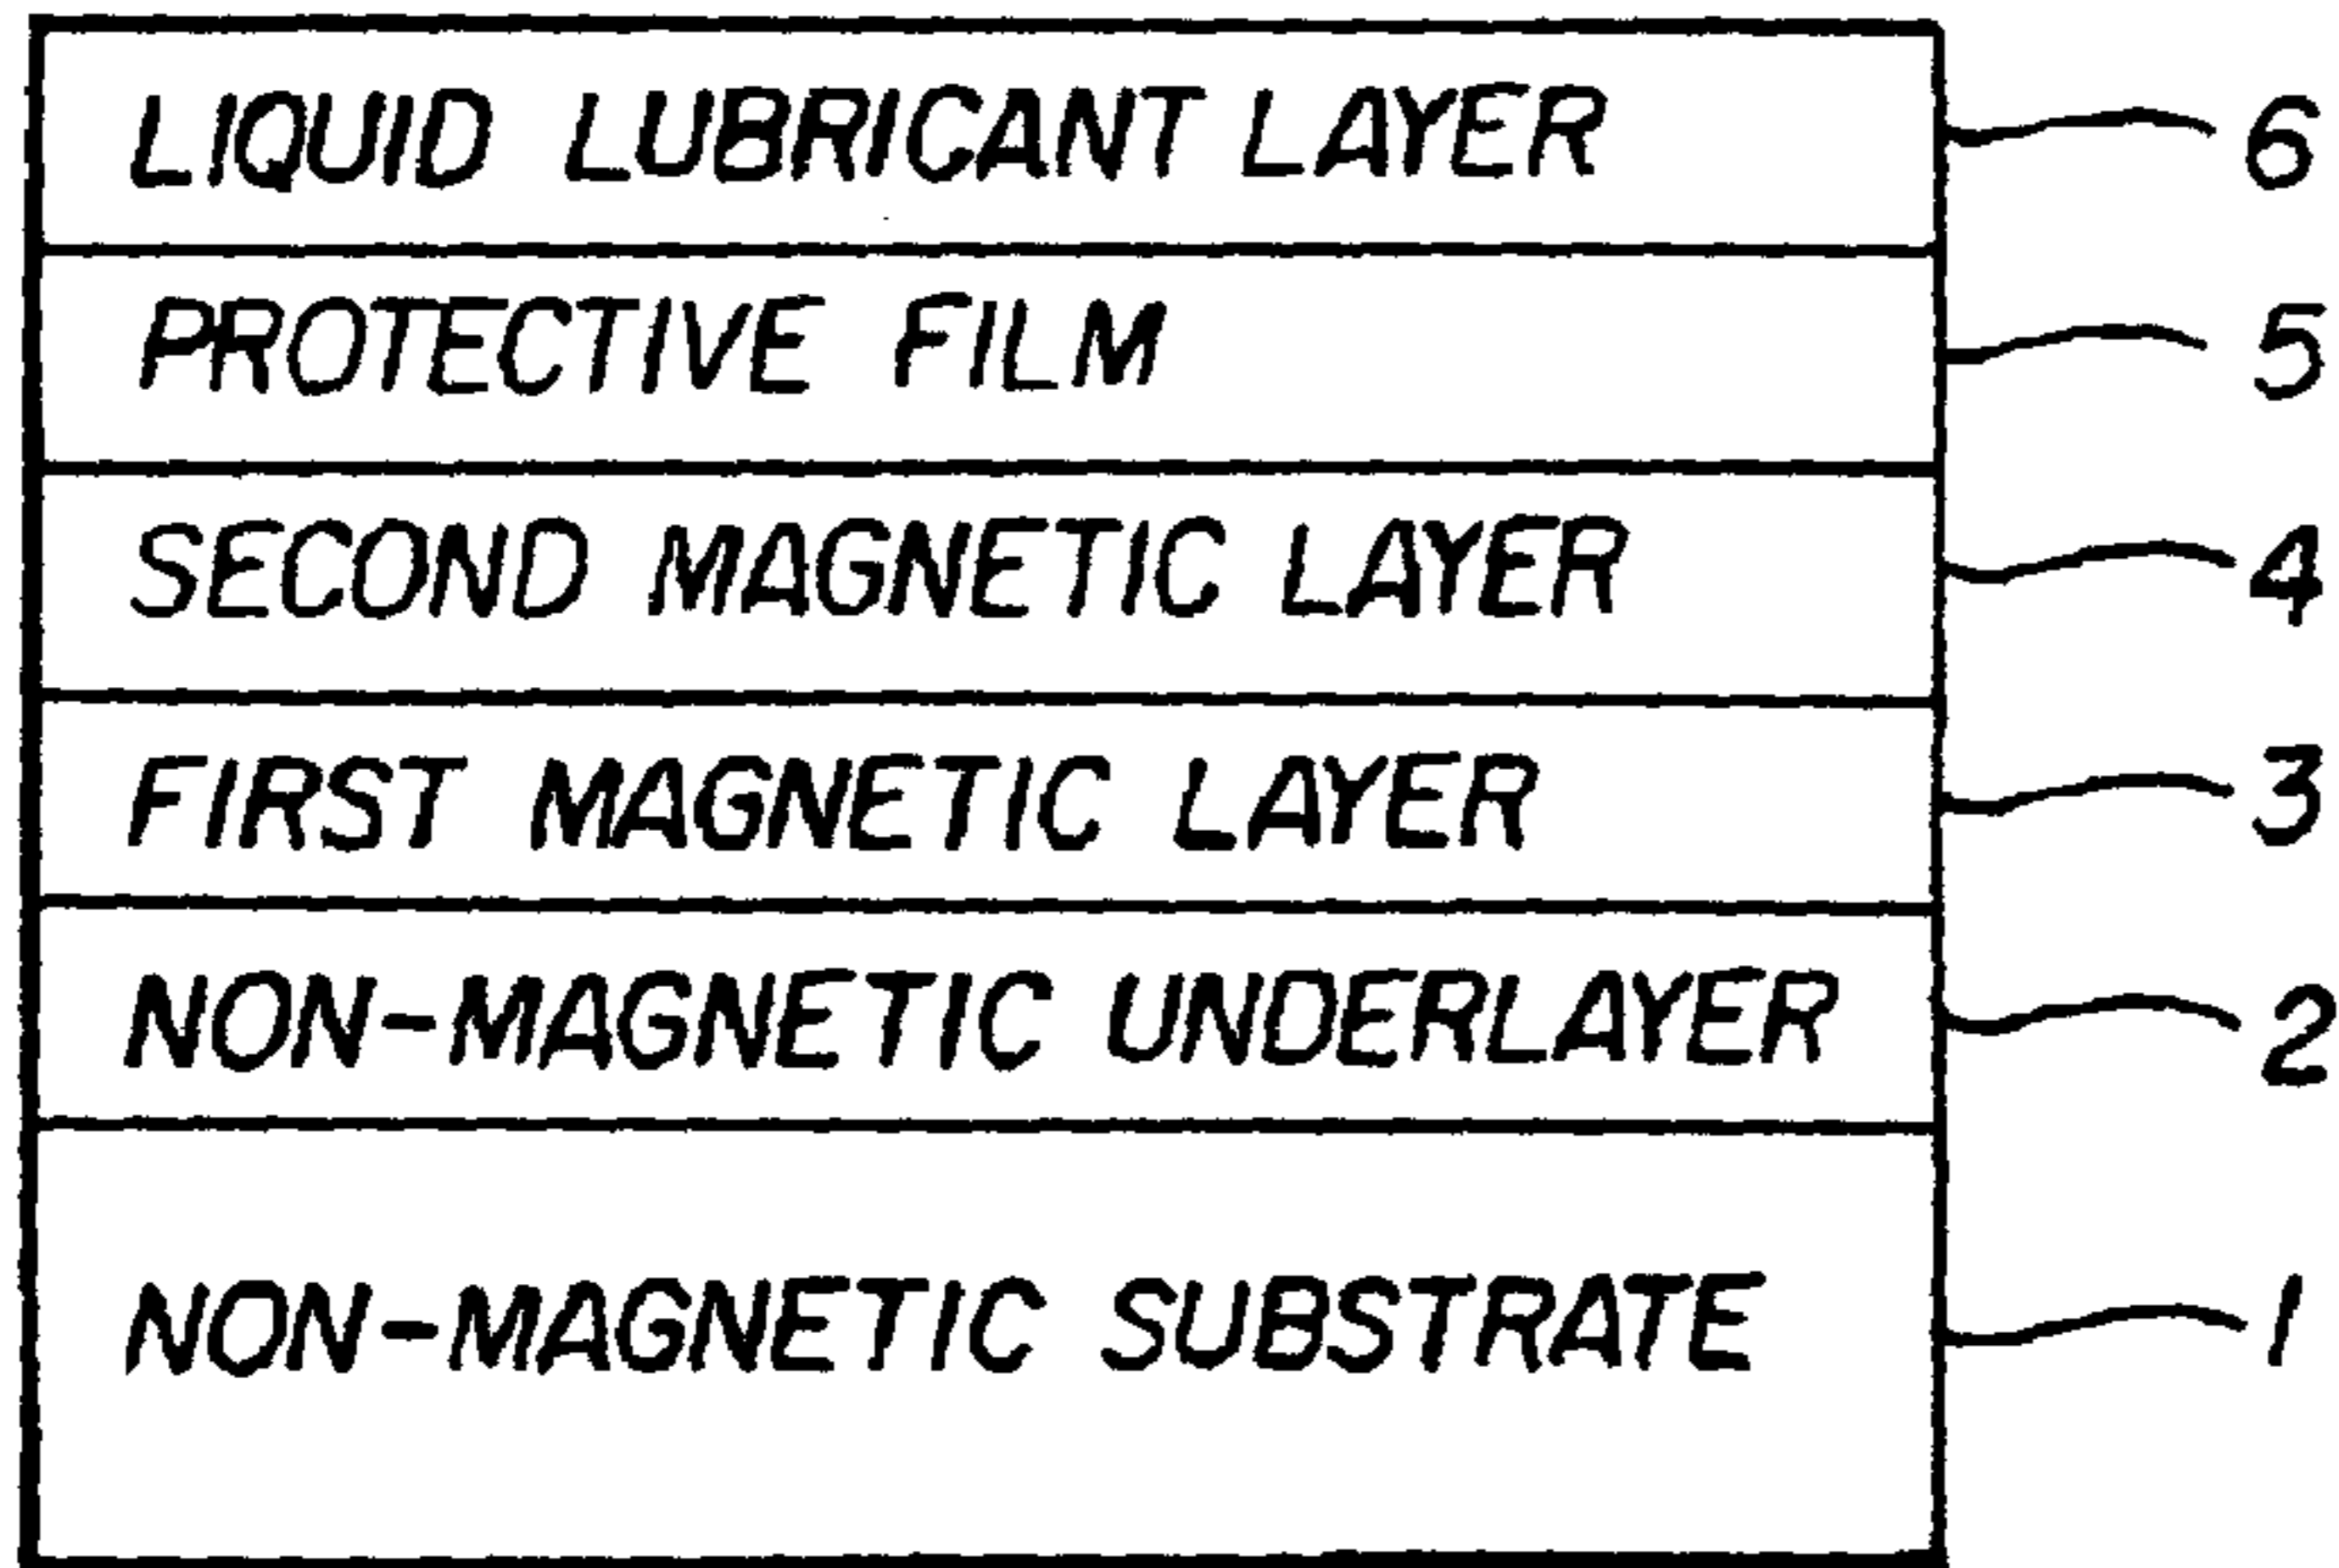 LIQUID LUBRICANT LAYER 6
PROTECTIVE FILM 5
SECOND MAGNETIC LAYER 4
FIRST MAGNETIC LAYER 3
NON-MAGNETIC UNDERLAYER 2
NON-MAGNETIC SUBSTRATE 1